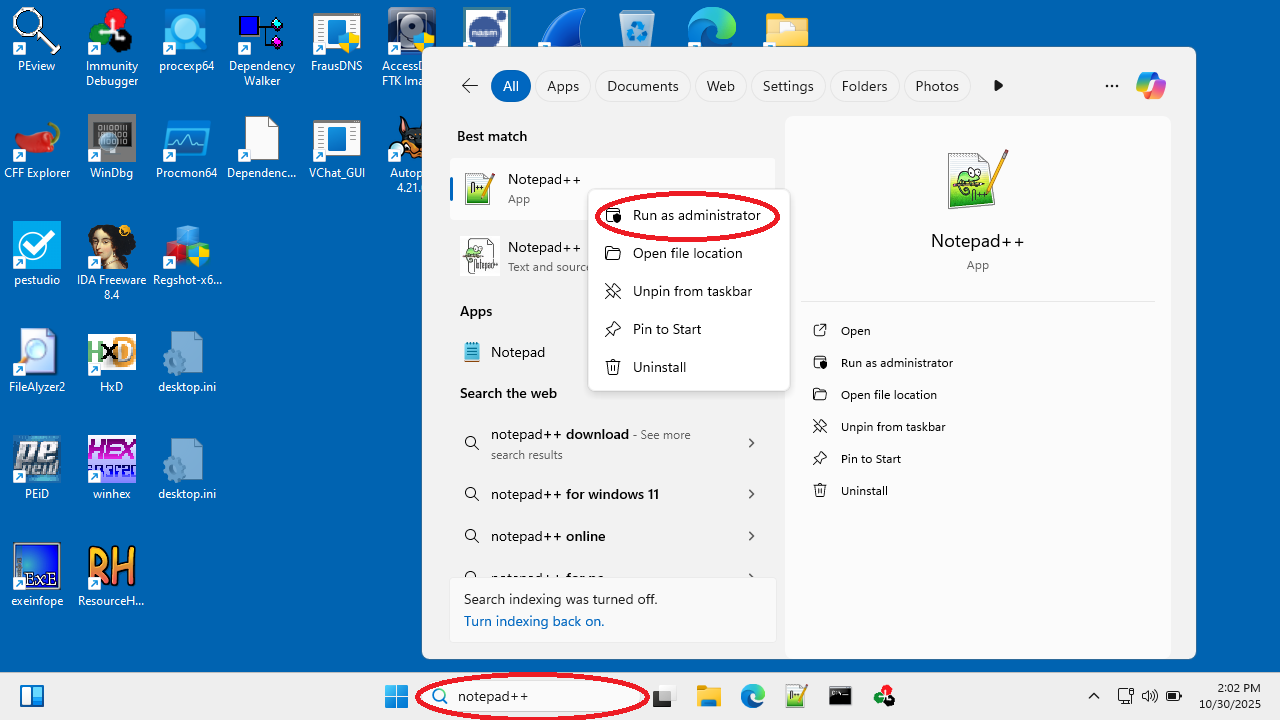 PEview
Immunity
Debugger
procexp64
Dependency
Walker
FrausDNS
AccessD
FTK Ima
nasm
CFF Explorer
WinDbg
Procmon64
Dependenc...
VChat_GUI
Autop
4.21.
pestudio
IDA Freeware
8.4
Regshot-x6...
FileAlyzer2
HxD
desktop.ini
PEiD
winhex
desktop.ini
exeinfope
ResourceH...
All
Apps
Documents
Web
Settings
Folders
Photos
Best match
Notepad++
App
Notepad++
Text and source
Apps
Notepad
Search the web
notepad++ download - See more
search results
notepad++ for windows 11
notepad++ online
Search indexing was turned off.
Turn indexing back on.
Run as administrator
Open file location
Unpin from taskbar
Pin to Start
Uninstall
Notepad++
App
Open
Run as administrator
Open file location
Unpin from taskbar
Pin to Start
Uninstall
notepad++
2:02 PM
10/30/2025